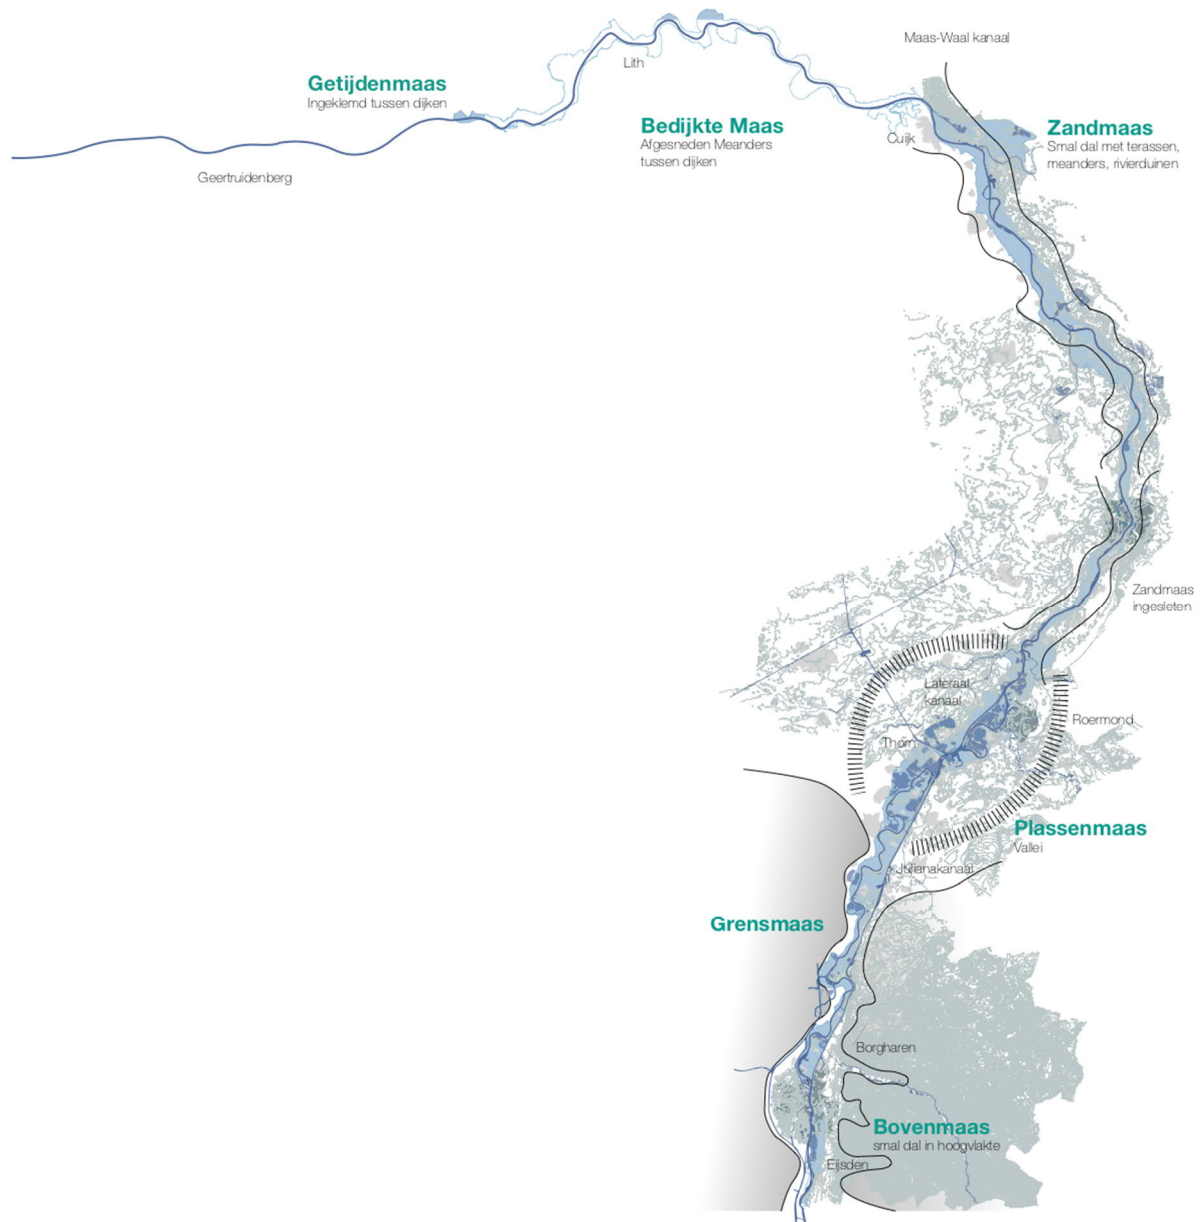 Maas-Waal kanaal
Lith
Getijdenmaas
Ingeklemd tussen dijken
Bedijkte Maas
Afgesneden Meanders
tussen dijken
Cuijk
Zandmaas
Smal dal met terassen,
meanders, rivierduinen
Geertruidenberg
Zandmaas
ingesleten
Lateraal
kanaal
Roermond
Thorn
Plassenmaas
Vallei
Julianakanaal
Grensmaas
Borgharen
Bovenmaas
smal dal in hoogvlakte
Eijsden